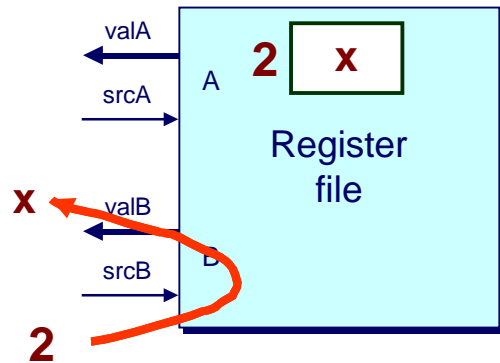 valA
srcA
A
2 x
Register
file
x
valB
B
srcB
2